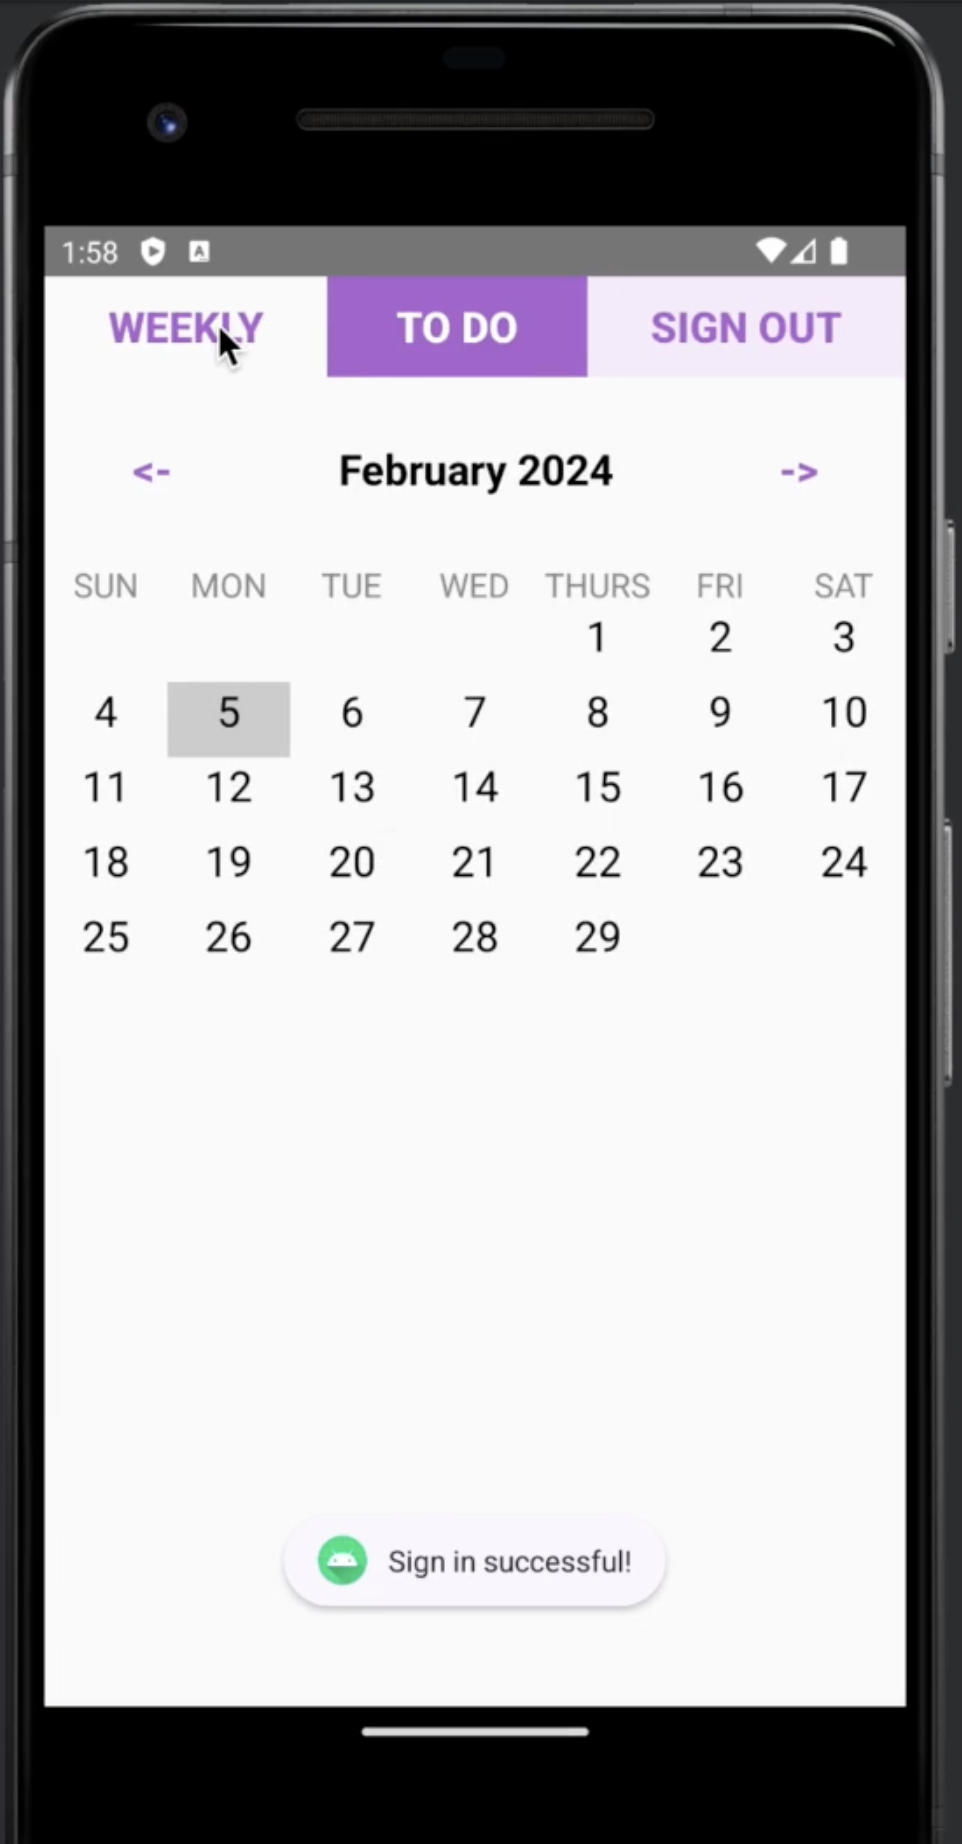 1:58
WEEKLY TO DO SIGN OUT
<- February 2024 ->
SUN MON TUE WED THURS FRI SAT
1 2 3
4 5 6 7 8 9 10
11 12 13 14 15 16 17
18 19 20 21 22 23 24
25 26 27 28 29
Sign in successful!